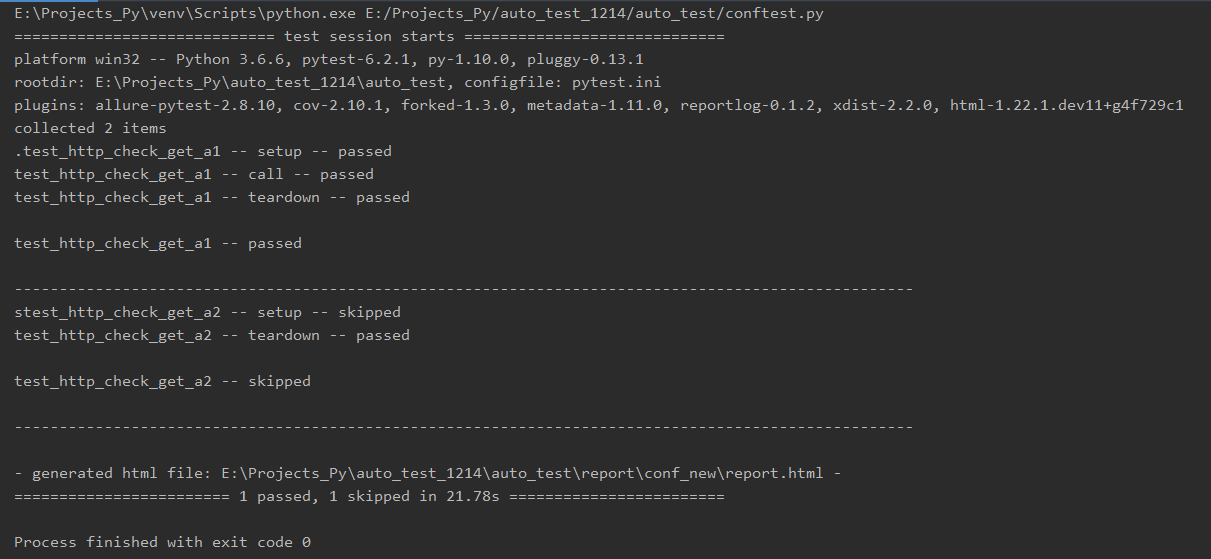 E:\Projects_Py\venv\Scripts\python.exe E:/Projects_Py/auto_test_1214/auto_test/conftest.py
============================= test session starts =============================
platform win32 -- Python 3.6.6, pytest-6.2.1, py-1.10.0, pluggy-0.13.1
rootdir: E:\Projects_Py\auto_test_1214\auto_test, configfile: pytest.ini
plugins: allure-pytest-2.8.10, cov-2.10.1, forked-1.3.0, metadata-1.11.0, reportlog-0.1.2, xdist-2.2.0, html-1.22.1.dev11+g4f729c1
collected 2 items
.test_http_check_get_a1 -- setup -- passed
test_http_check_get_a1 -- call -- passed
test_http_check_get_a1 -- teardown -- passed
test_http_check_get_a1 -- passed
----------------------------------------------------------------------------------------------------
stest_http_check_get_a2 -- setup -- skipped
test_http_check_get_a2 -- teardown -- passed
test_http_check_get_a2 -- skipped
----------------------------------------------------------------------------------------------------
- generated html file: E:\Projects_Py\auto_test_1214\auto_test\report\conf_new\report.html -
======================== 1 passed, 1 skipped in 21.78s ========================
Process finished with exit code 0